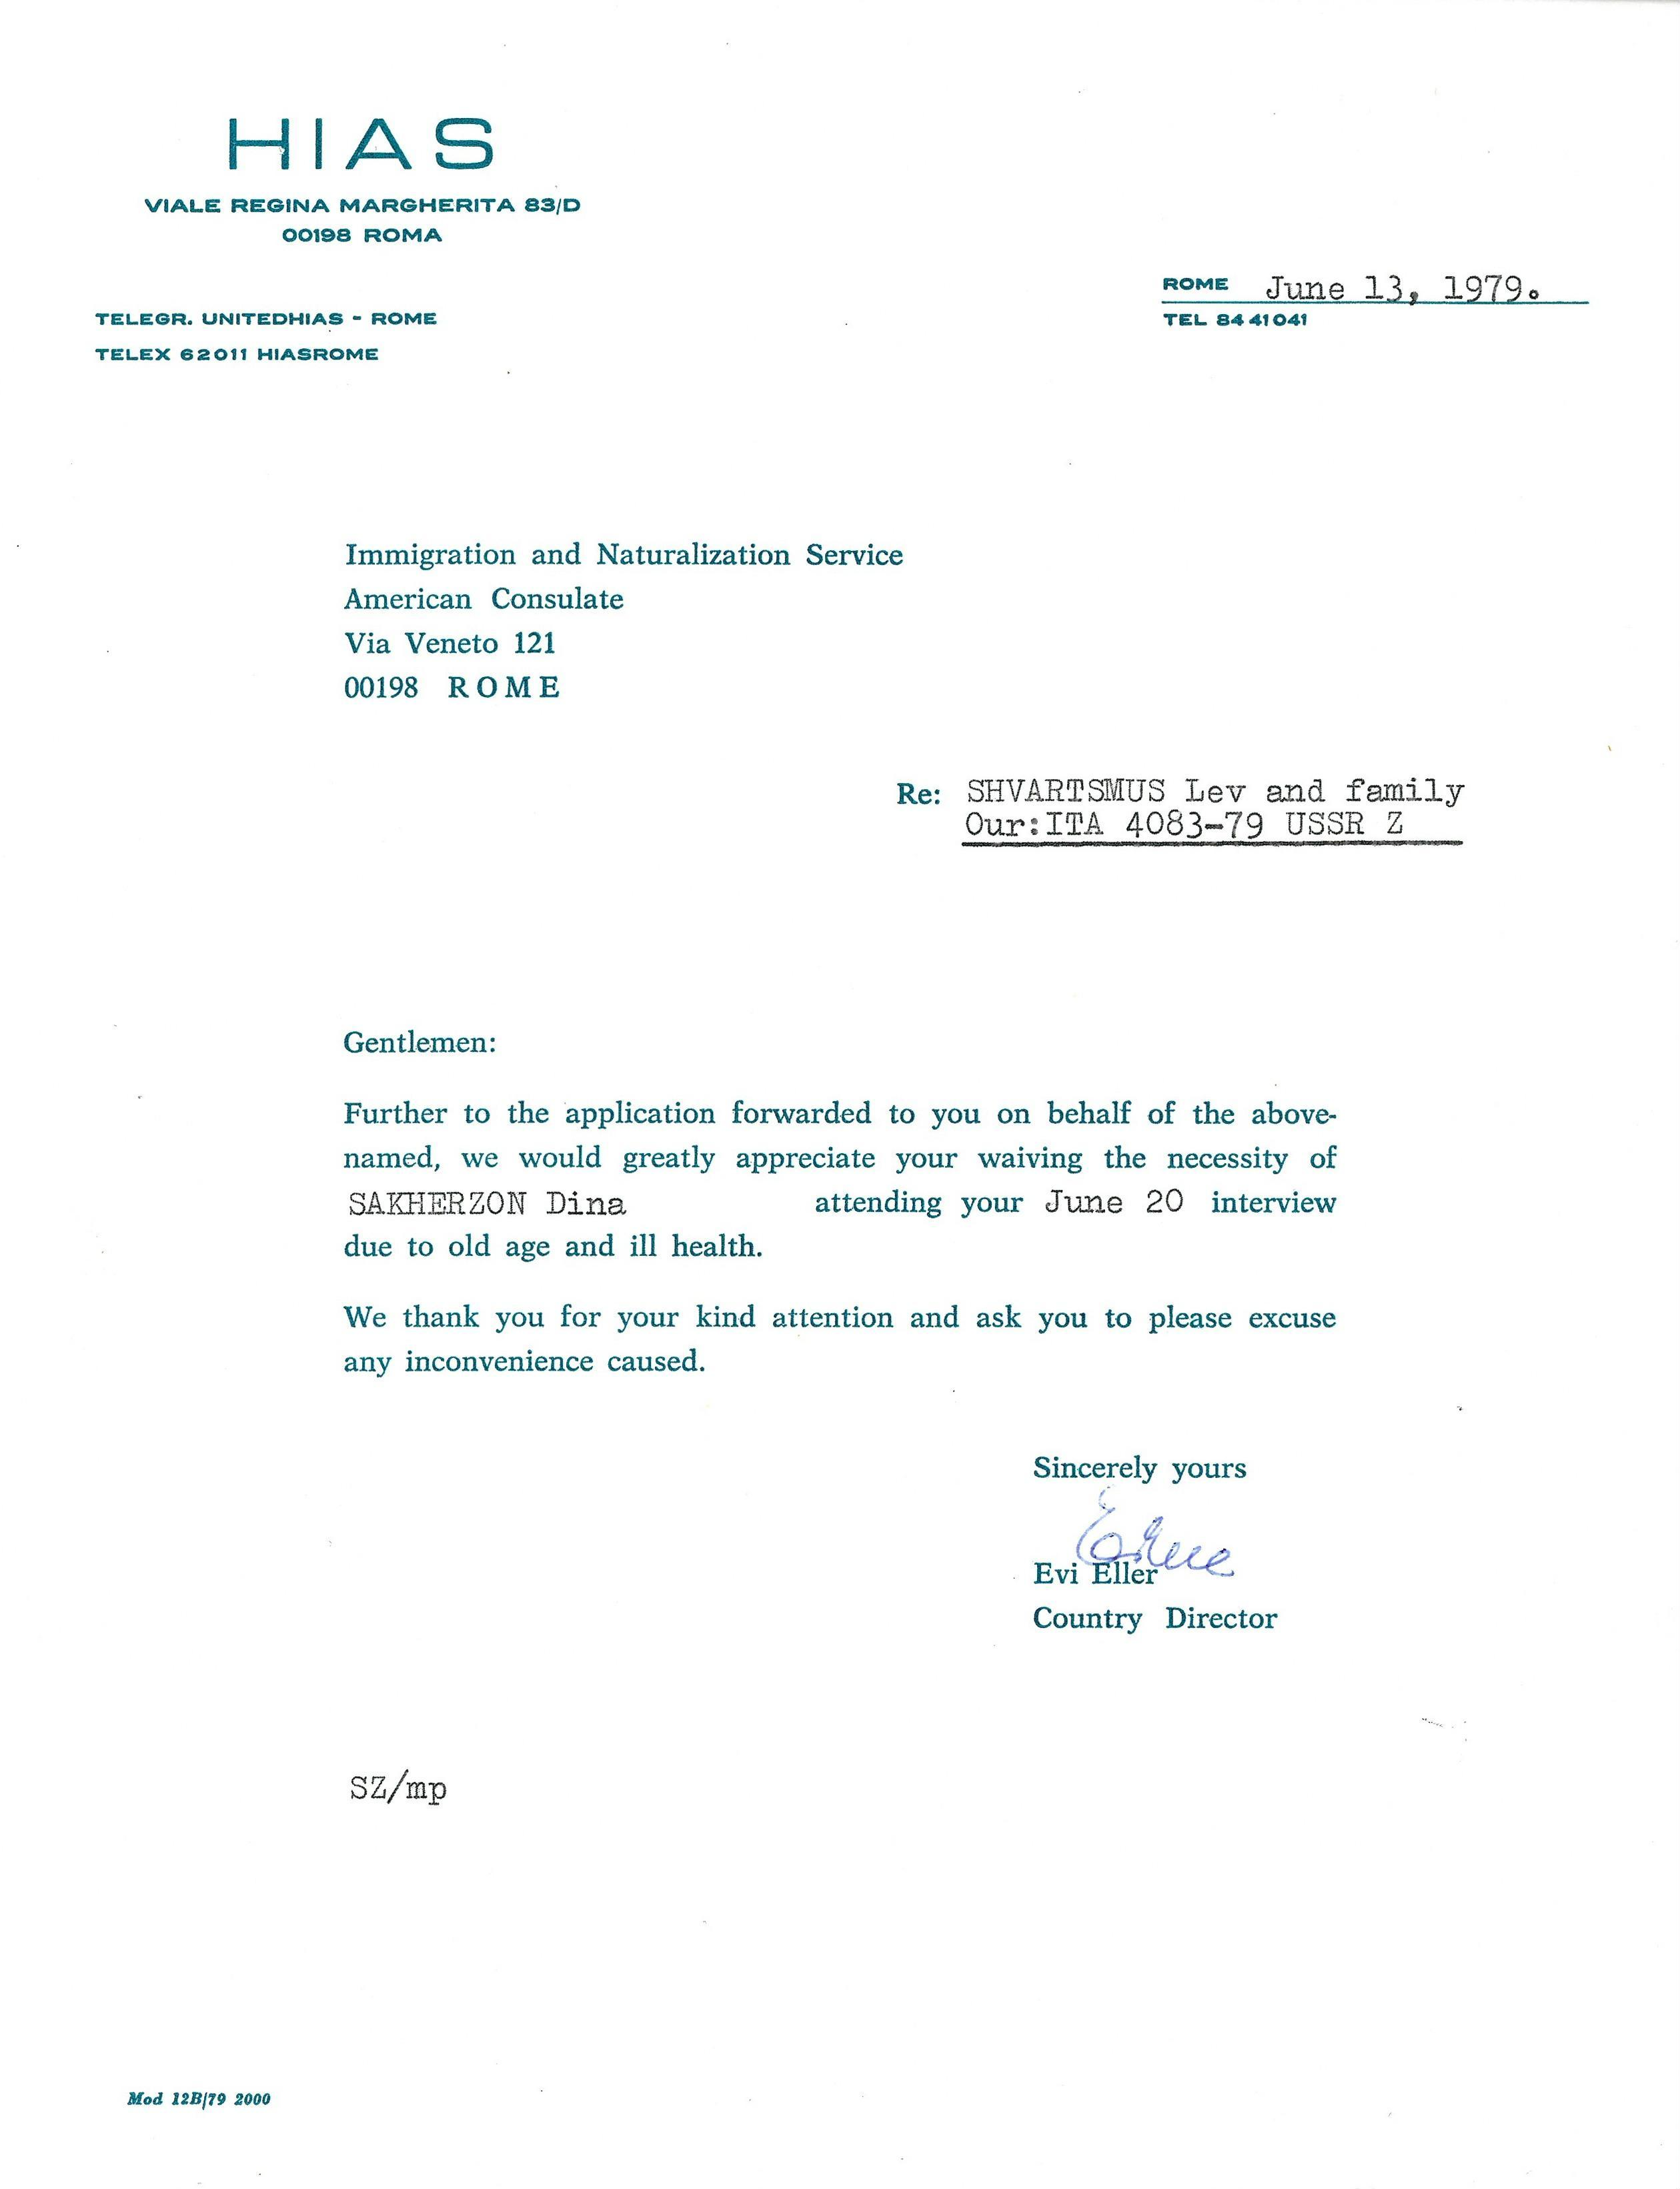 HIAS
VIALE REGINA MARGHERITA 83/D
00198 ROMA
TELEGR. UNITEDHIAS - ROME
TELEX 62011 HIASROME
ROME June 13, 1979.
TEL 84 41 041
Immigration and Naturalization Service
American Consulate
Via Veneto 121
00198 ROME
Re: SHVARTSMUS Lev and family
Our:ITA 4083-79 USSR Z
Gentlemen:
Further to the application forwarded to you on behalf of the above-
named, we would greatly appreciate your waiving the necessity of
SAKHERZON Dina attending your June 20 interview
due to old age and ill health.
We thank you for your kind attention and ask you to please excuse
any inconvenience caused.
Sincerely yours
Evi Eller
Country Director
SZ/mp
Mod 12B/79 2000